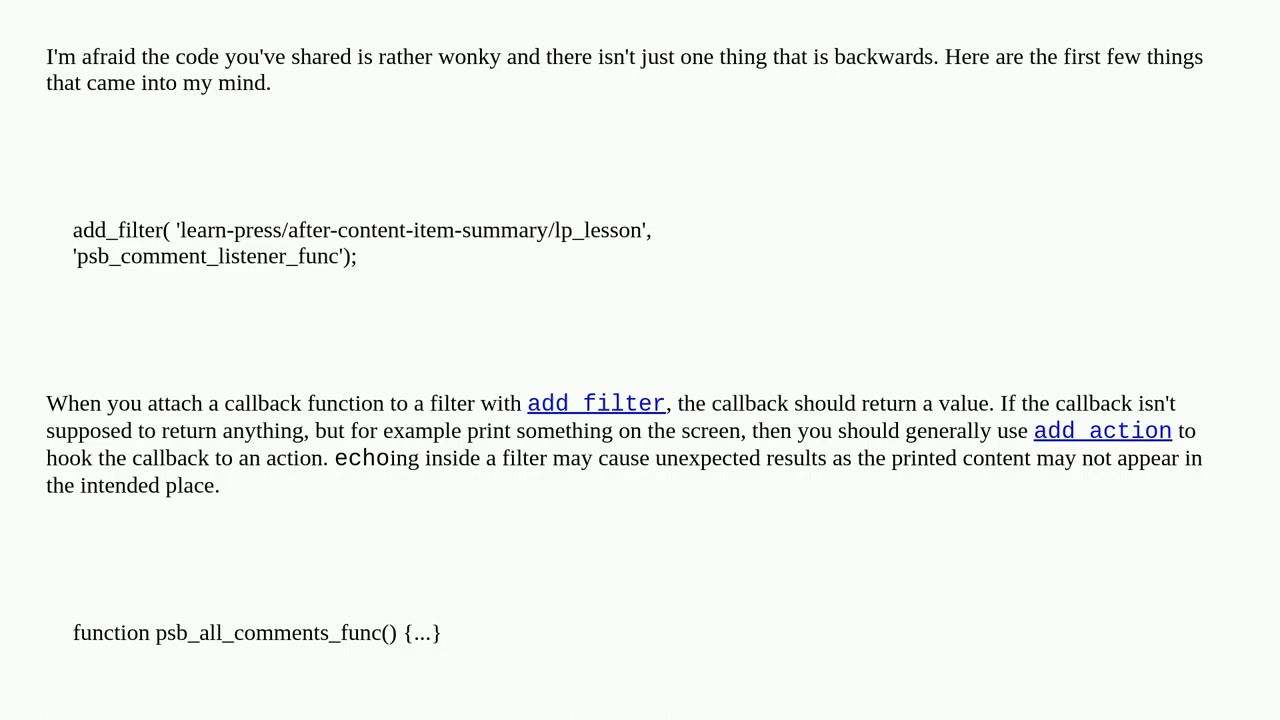 I'm afraid the code you've shared is rather wonky and there isn't just one thing that is backwards. Here are the first few things
that came into my mind.
add_filter( 'learn-press/after-content-item-summary/lp_lesson',
'psb_comment_listener_func');
When you attach a callback function to a filter with add_filter, the callback should return a value. If the callback isn't
supposed to return anything, but for example print something on the screen, then you should generally use add_action to
hook the callback to an action. echoing inside a filter may cause unexpected results as the printed content may not appear in
the intended place.
function psb_all_comments_func() {...}